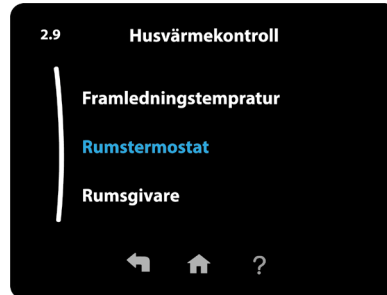 2.9
Husvärmekontroll
Framledningstempratur
Rumstermostat
Rumsgivare
?